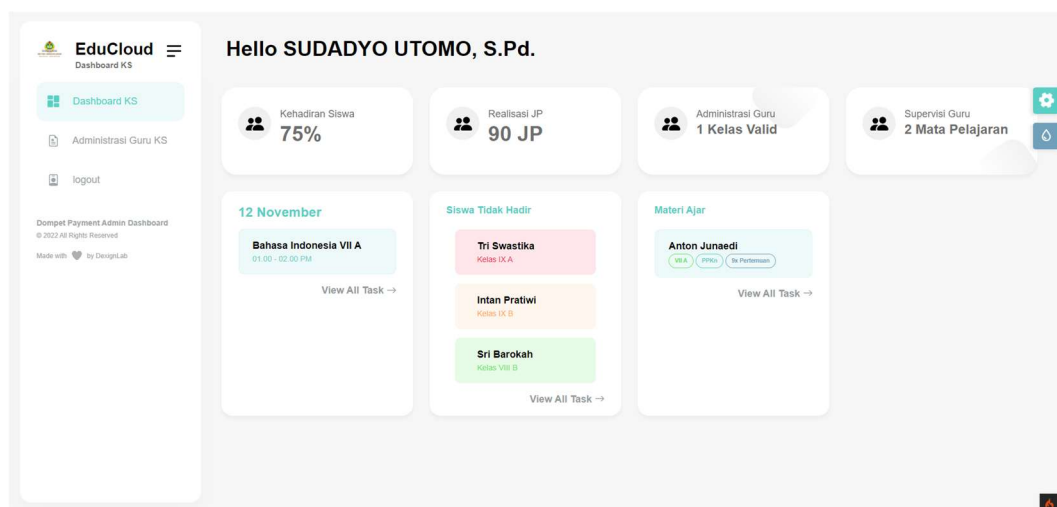 EduCloud
Dashboard KS
Dashboard KS
Administrasi Guru KS
logout
Dompet Payment Admin Dashboard
© 2022 All Rights Reserved
Made with by DexignLab
Hello SUDADYO UTOMO, S.Pd.
Kehadiran Siswa
75%
Realisasi JP
90 JP
Administrasi Guru
1 Kelas Valid
Supervisi Guru
2 Mata Pelajaran
12 November
Bahasa Indonesia VII A
01.00 - 02.00 PM
View All Task →
Siswa Tidak Hadir
Tri Swastika
Kelas IX A
Intan Pratiwi
Kelas IX B
Sri Barokah
Kelas VIII B
View All Task →
Materi Ajar
Anton Junaedi
VII A PPKn 9x Pertemuan
View All Task →